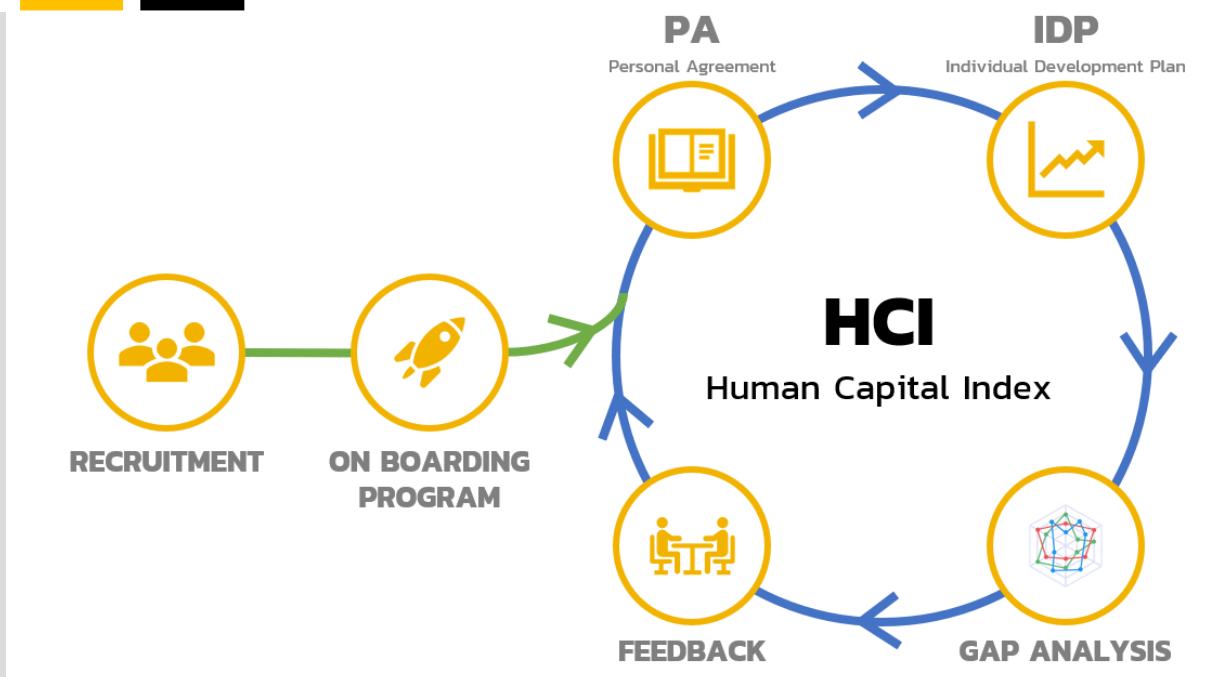 PA
Personal Agreement
IDP
Individual Development Plan
HCI
Human Capital Index
RECRUITMENT
ON BOARDING
PROGRAM
FEEDBACK
GAP ANALYSIS